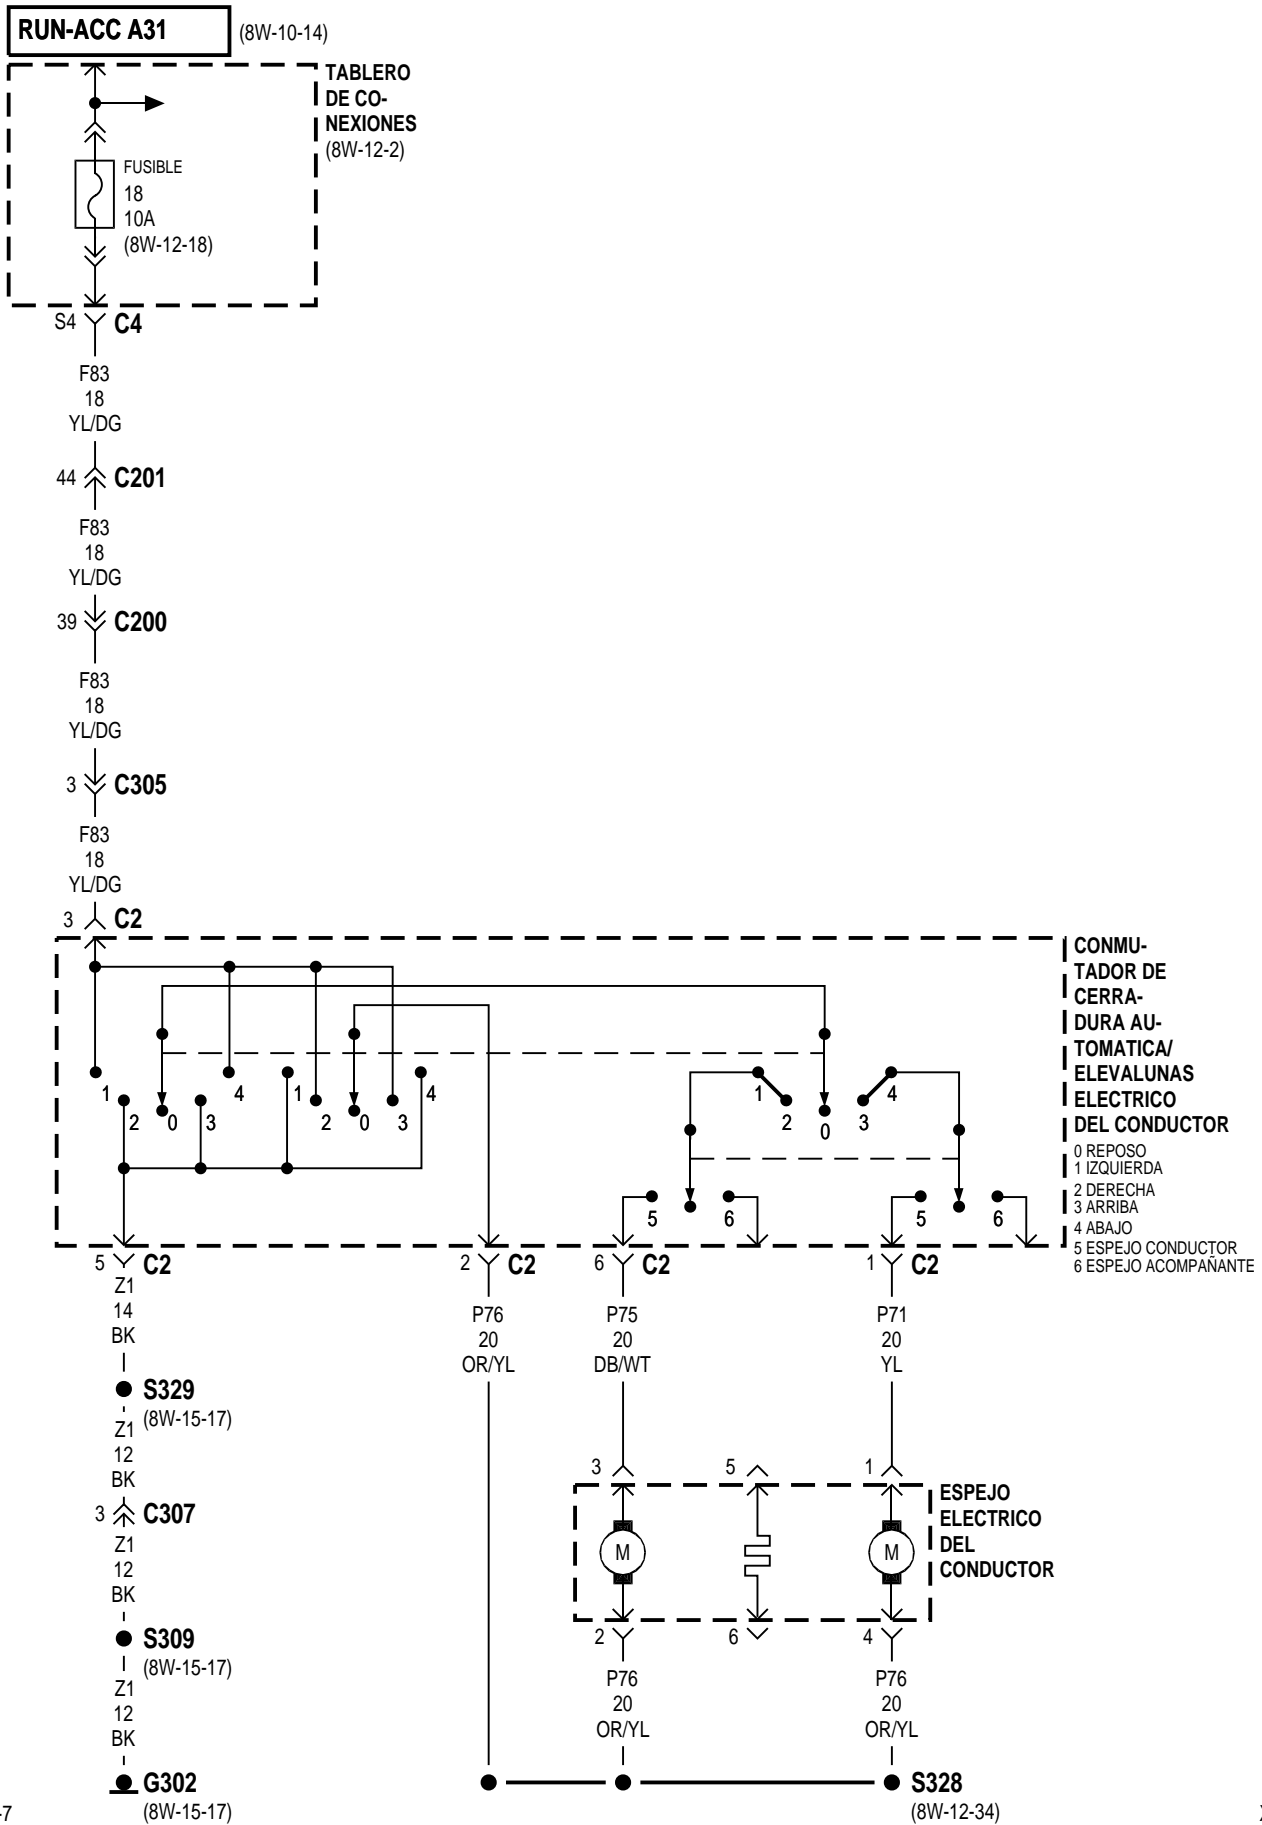 RUN-ACC A31 (8W-10-14)
TABLERO
DE CO-
NEXIONES
(8W-12-2)
FUSIBLE
18
10A
(8W-12-18)
S4 C4
F83
18
YL/DG
44 C201
F83
18
YL/DG
39 C200
F83
18
YL/DG
3 C305
F83
18
YL/DG
3 C2
CONMU-
TADOR DE
CERRA-
DURA AU-
TOMATICA/
ELEVALUNAS
ELECTRICO
DEL CONDUCTOR
0 REPOSO
1 IZQUIERDA
2 DERECHA
3 ARRIBA
4 ABAJO
5 ESPEJO CONDUCTOR
6 ESPEJO ACOMPAÑANTE
1 2 0 3 4 1 2 0 3 4 1 2 0 3 4
5 6 5 6
5 C2 2 C2 6 C2 1 C2
Z1
14
BK
P76
20
OR/YL
P75
20
DB/WT
P71
20
YL
S329
(8W-15-17)
Z1
12
BK
3 C307
Z1
12
BK
S309
(8W-15-17)
Z1
12
BK
G302
(8W-15-17)
3 5 1
M M
ESPEJO
ELECTRICO
DEL
CONDUCTOR
2 6 4
P76
20
OR/YL
P76
20
OR/YL
S328
(8W-12-34)
-7